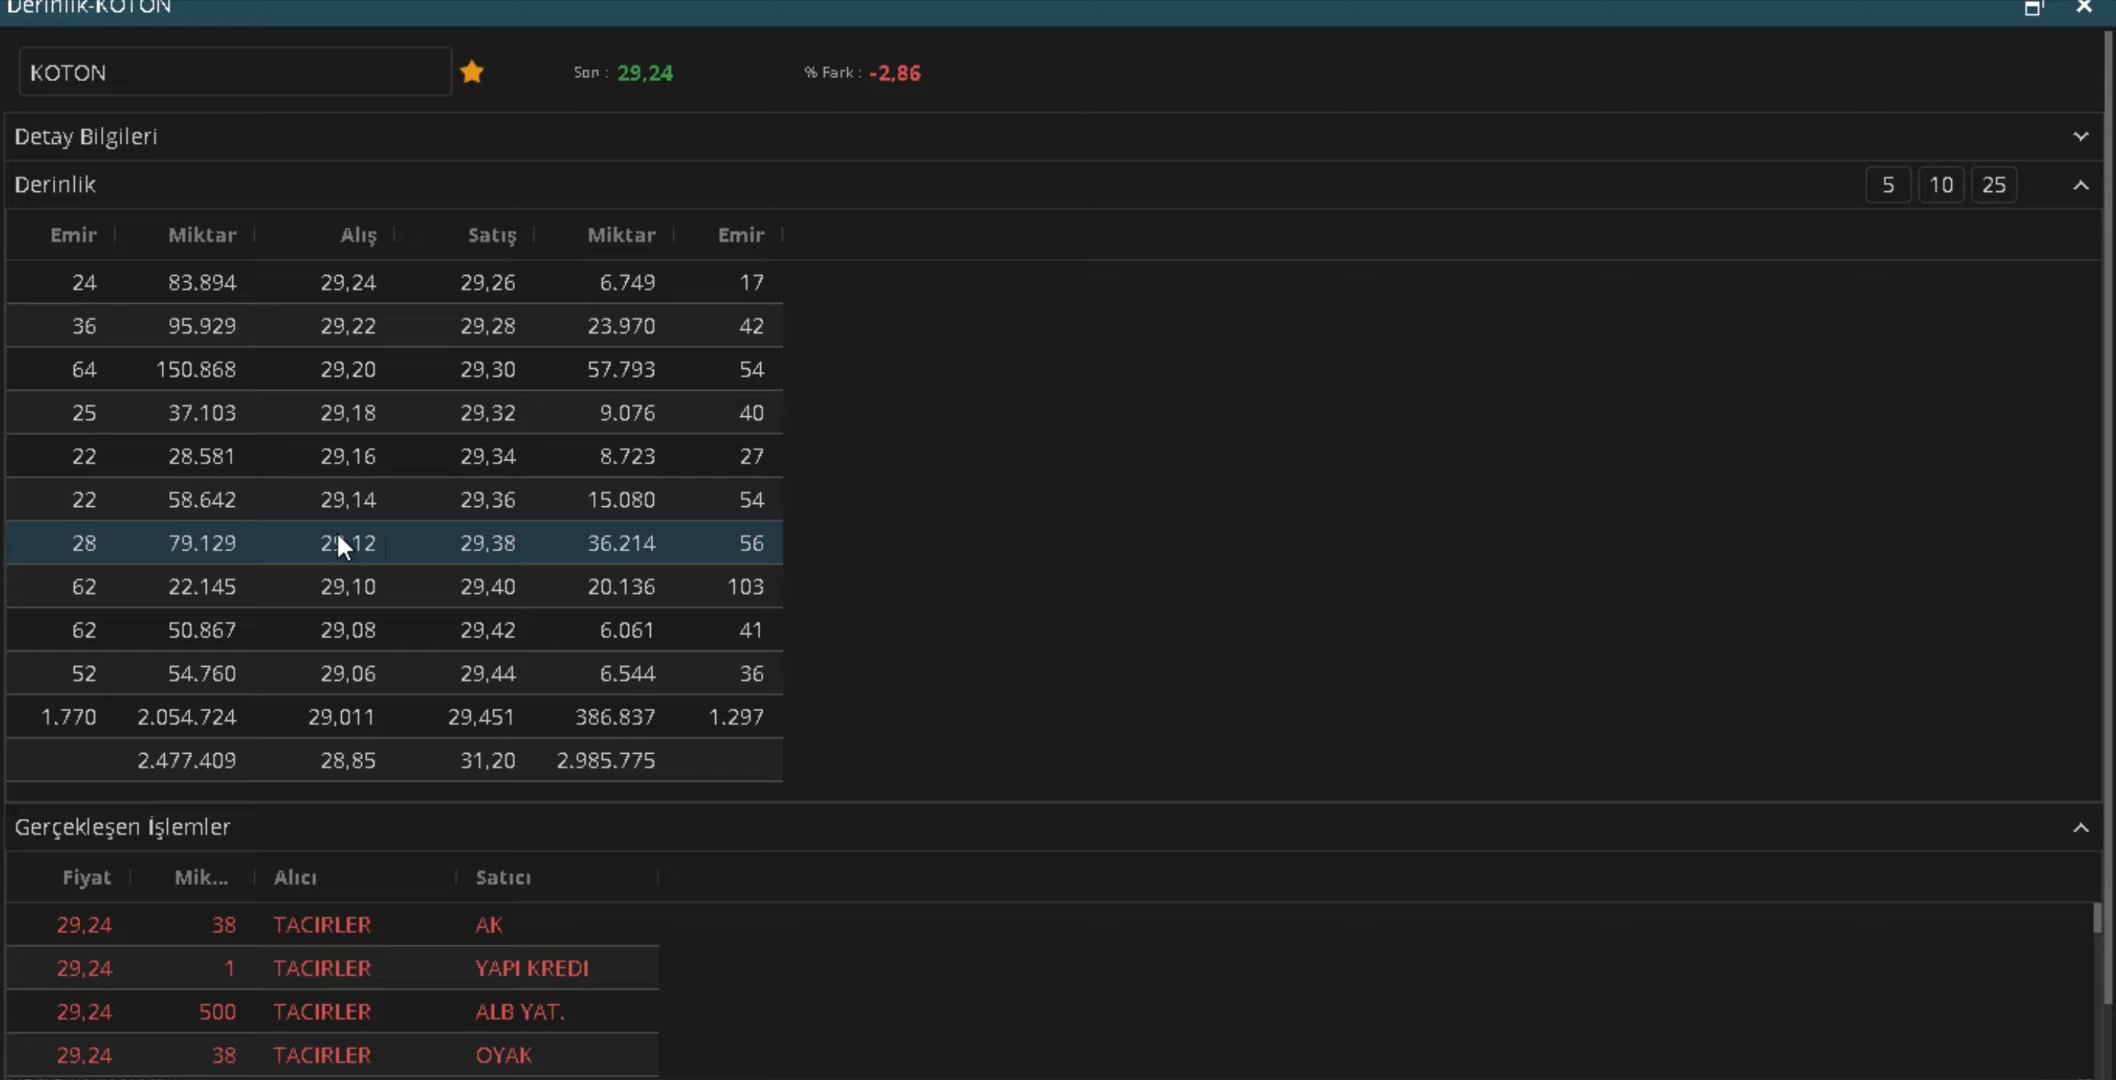 Derinlik-KOTON
KOTON Son : 29,24 % Fark : -2,86
Detay Bilgileri
Derinlik 5 10 25
Emir Miktar Alış Satış Miktar Emir
24 83.894 29,24 29,26 6.749 17
36 95.929 29,22 29,28 23.970 42
64 150.868 29,20 29,30 57.793 54
25 37.103 29,18 29,32 9.076 40
22 28.581 29,16 29,34 8.723 27
22 58.642 29,14 29,36 15.080 54
28 79.129 29,12 29,38 36.214 56
62 22.145 29,10 29,40 20.136 103
62 50.867 29,08 29,42 6.061 41
52 54.760 29,06 29,44 6.544 36
1.770 2.054.724 29,011 29,451 386.837 1.297
2.477.409 28,85 31,20 2.985.775
Gerçekleşen İşlemler
Fiyat Mik... Alıcı Satıcı
29,24 38 TACIRLER AK
29,24 1 TACIRLER YAPI KREDI
29,24 500 TACIRLER ALB YAT.
29,24 38 TACIRLER OYAK